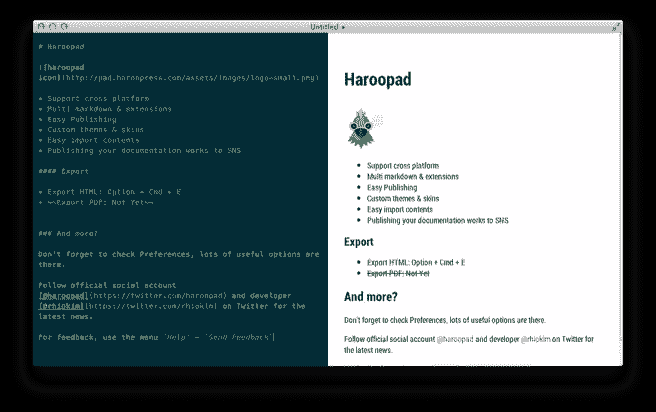 Untitled
# Haroopad
![haroopad
icon](http://pad.haroopress.com/assets/images/logo-small.png)
* Support cross platform
* Multi markdown & extensions
* Easy Publishing
* Custom themes & skins
* Easy import contents
* Publishing your documentation works to SNS
#### Export
* Export HTML: Option + Cmd + E
* ~~Export PDF: Not Yet~~
### And more?
Don't forget to check Preferences, lots of useful options are
there.
Follow official social account
[@haroopad](https://twitter.com/haroopad) and developer
[@rhiokim](https://twitter.com/rhiokim) on Twitter for the
latest news.
For feedback, use the menu `Help` - `Send Feedback`
Haroopad
Support cross platform
Multi markdown & extensions
Easy Publishing
Custom themes & skins
Easy import contents
Publishing your documentation works to SNS
Export
Export HTML: Option + Cmd + E
Export PDF: Not Yet
And more?
Don't forget to check Preferences, lots of useful options are there.
Follow official social account @haroopad and developer @rhiokim on Twitter for
the latest news.